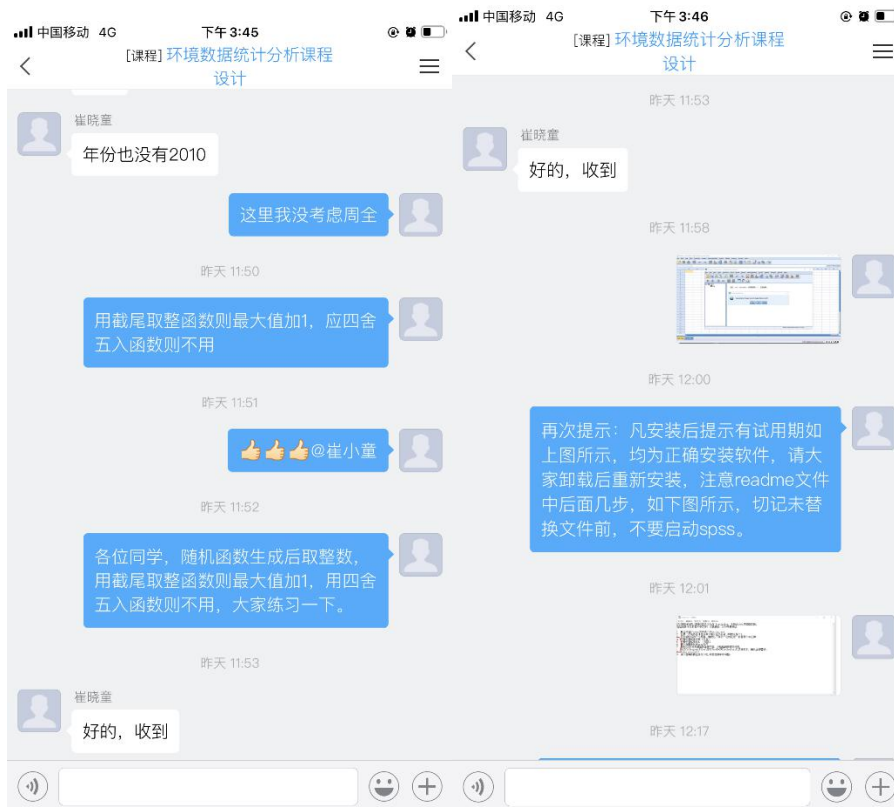 中国移动 4G 下午3:45
[课程] 环境数据统计分析课程
设计
崔晓童
年份也没有2010
这里我没考虑周全
昨天 11:50
用截尾取整函数则最大值加1，应四舍
五入函数则不用
昨天 11:51
👍👍👍@崔小童
昨天 11:52
各位同学，随机函数生成后取整数，
用截尾取整函数则最大值加1，用四舍
五入函数则不用，大家练习一下。
昨天 11:53
崔晓童
好的，收到
中国移动 4G 下午3:46
[课程] 环境数据统计分析课程
设计
昨天 11:53
崔晓童
好的，收到
昨天 11:58
昨天 12:00
再次提示：凡安装后提示有试用期如
上图所示，均为正确安装软件，请大
家卸载后重新安装，注意readme文件
中后面几步，如下图所示，切记未替
换文件前，不要启动spss。
昨天 12:01
昨天 12:17